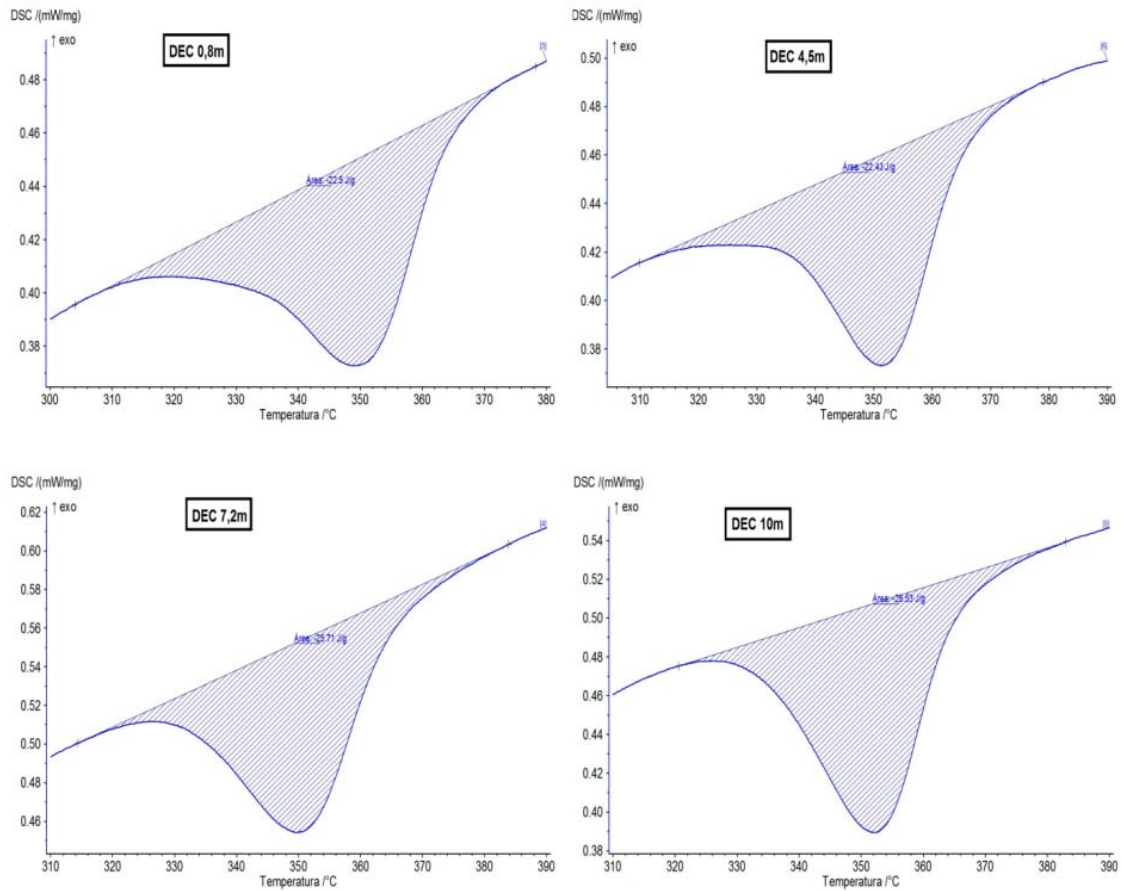 DSC /(mW/mg)
↑ exo
DEC 0,8m
[3]
0.48
0.46
0.44
0.42
0.40
0.38
Área: -22.5 J/g
300 310 320 330 340 350 360 370 380
Temperatura /°C
DSC /(mW/mg)
↑ exo
DEC 4,5m
0.50
0.48
0.46
0.44
0.42
0.40
0.38
Área: -22.43 J/g
310 320 330 340 350 360 370 380 390
Temperatura /°C
DSC /(mW/mg)
↑ exo
DEC 7,2m
[4]
0.62
0.60
0.58
0.56
0.54
0.52
0.50
0.48
0.46
Área: -25.71 J/g
310 320 330 340 350 360 370 380 390
Temperatura /°C
DSC /(mW/mg)
↑ exo
DEC 10m
0.54
0.52
0.50
0.48
0.46
0.44
0.42
0.40
0.38
Área: -26.53 J/g
310 320 330 340 350 360 370 380 390
Temperatura /°C